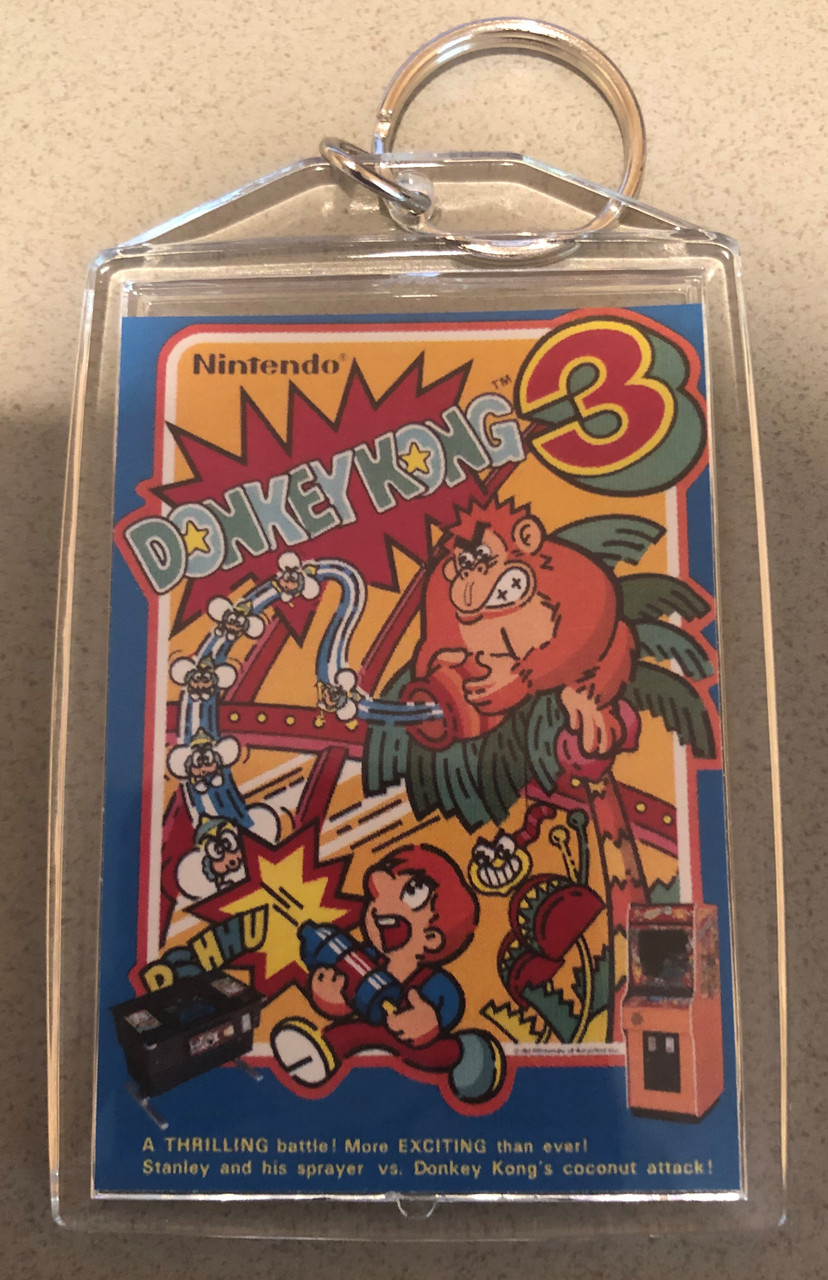 Nintendo®
DONKEY KONG™
3
PSHHU
A THRILLING battle! More EXCITING than ever!
Stanley and his sprayer vs. Donkey Kong's coconut attack!